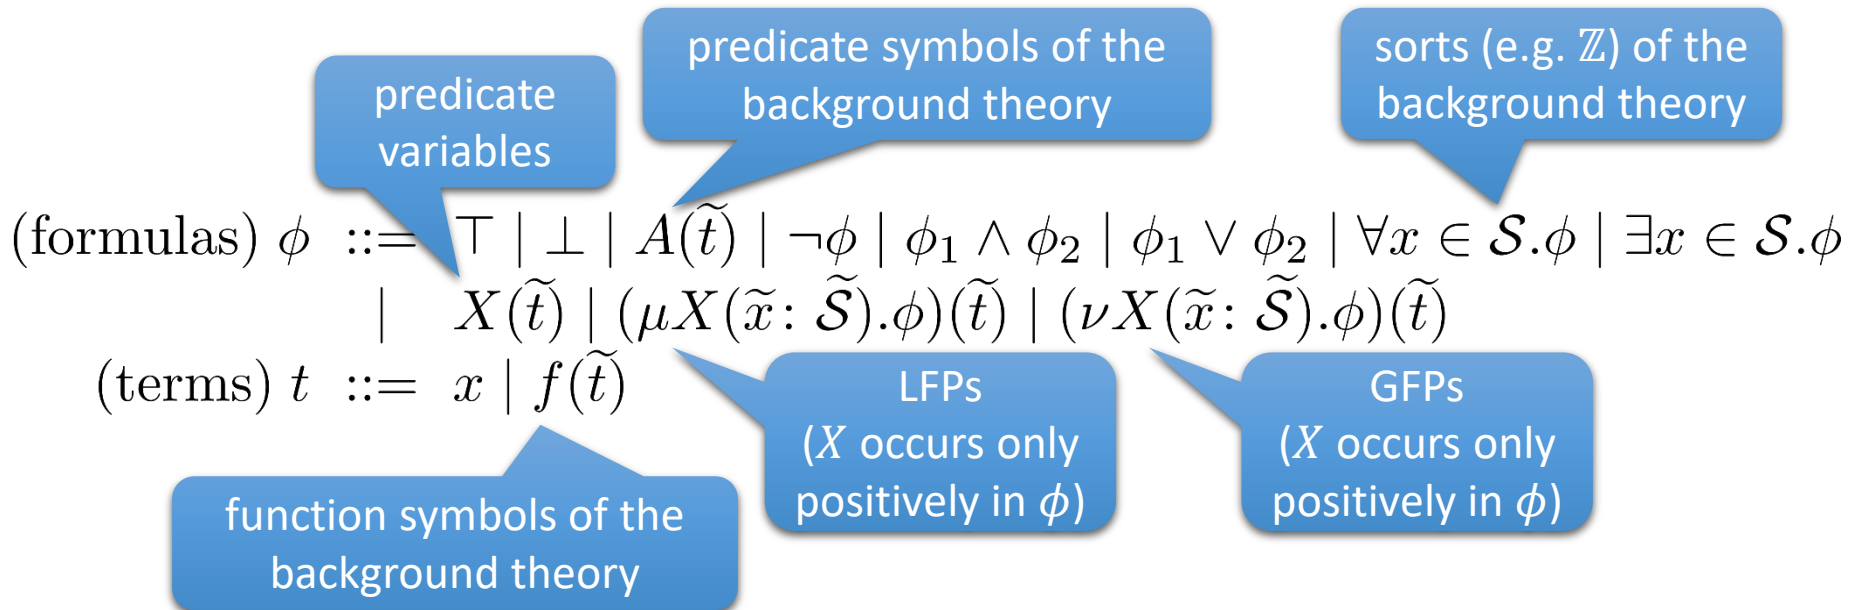 predicate
variables
predicate symbols of the
background theory
sorts (e.g. ℤ) of the
background theory
(formulas) ϕ ::= ⊤ | ⊥ | A(t̃) | ¬ϕ | ϕ₁ ∧ ϕ₂ | ϕ₁ ∨ ϕ₂ | ∀x ∈ 𝒮.ϕ | ∃x ∈ 𝒮.ϕ
| X(t̃) | (μX(x̃ : 𝒮̃).ϕ)(t̃) | (νX(x̃ : 𝒮̃).ϕ)(t̃)
(terms) t ::= x | f(t̃)
LFPs
(X occurs only
positively in ϕ)
GFPs
(X occurs only
positively in ϕ)
function symbols of the
background theory